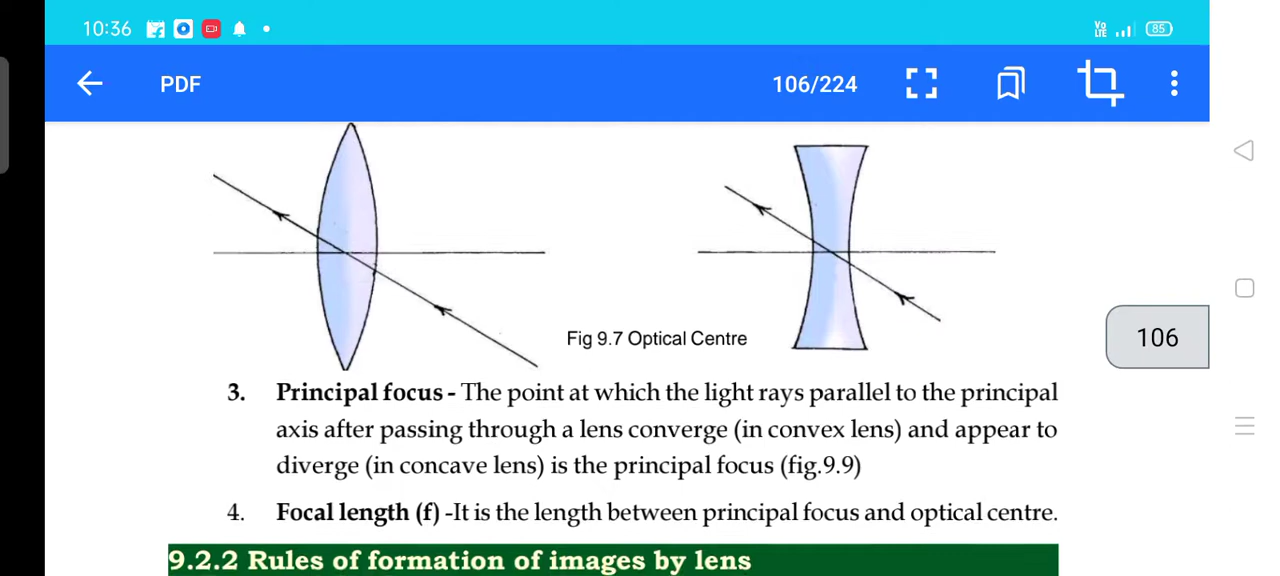 10:36
Vo LTE
85
PDF
106/224
106
Fig 9.7 Optical Centre
3. Principal focus - The point at which the light rays parallel to the principal
axis after passing through a lens converge (in convex lens) and appear to
diverge (in concave lens) is the principal focus (fig.9.9)
4. Focal length (f) -It is the length between principal focus and optical centre.
9.2.2 Rules of formation of images by lens